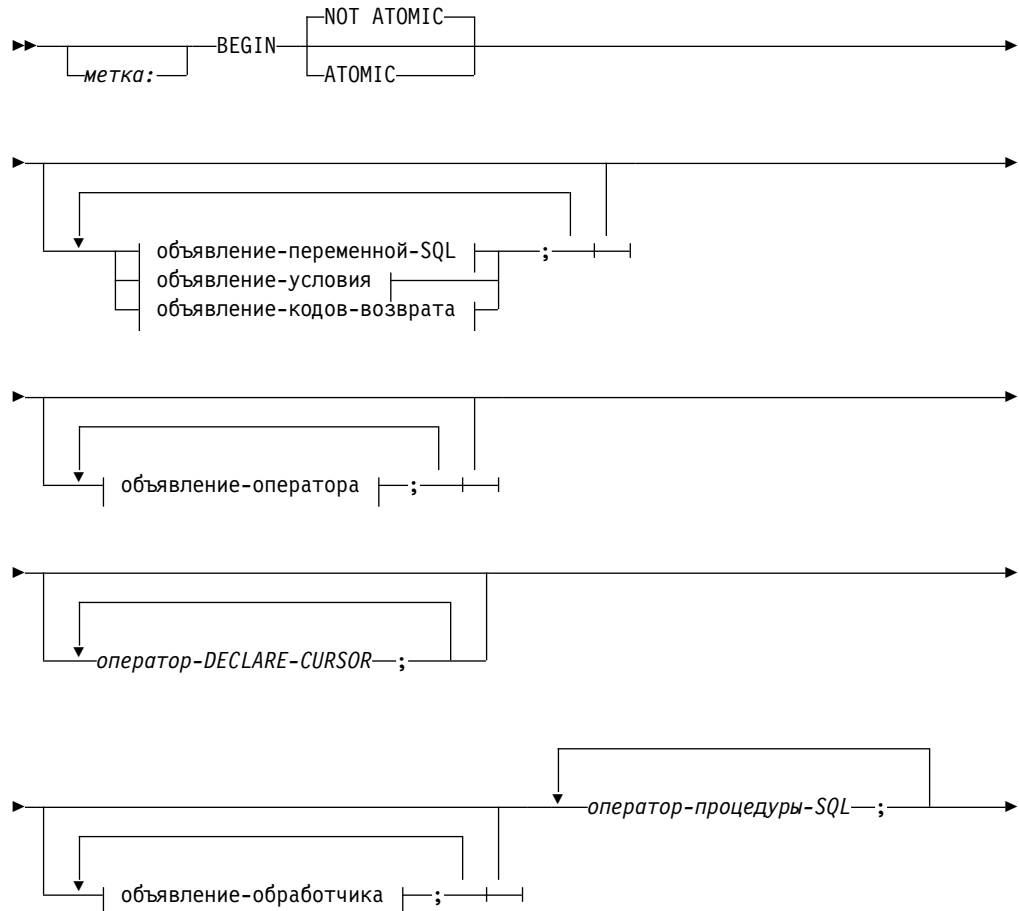 NOT ATOMIC
метка: BEGIN
ATOMIC
объявление-переменной-SQL ;
объявление-условия
объявление-кодов-возврата
объявление-оператора ;
оператор-DECLARE-CURSOR ;
оператор-процедуры-SQL ;
объявление-обработчика ;